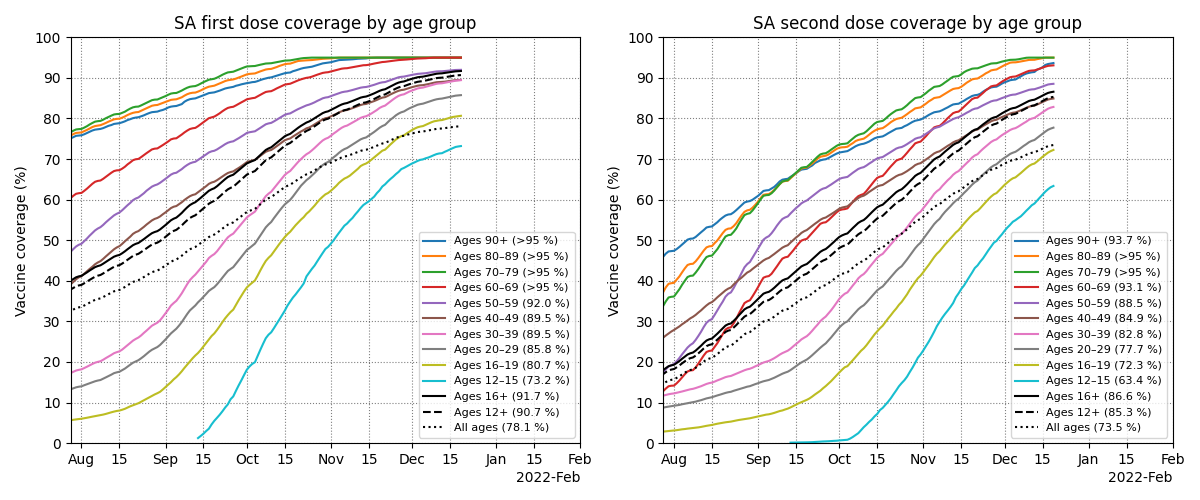 SA first dose coverage by age group
Vaccine coverage (%)
100
90
80
70
60
50
40
30
20
10
0
Aug 15 Sep 15 Oct 15 Nov 15 Dec 15 Jan 15 Feb
2022-Feb
Ages 90+ (>95 %)
Ages 80–89 (>95 %)
Ages 70–79 (>95 %)
Ages 60–69 (>95 %)
Ages 50–59 (92.0 %)
Ages 40–49 (89.5 %)
Ages 30–39 (89.5 %)
Ages 20–29 (85.8 %)
Ages 16–19 (80.7 %)
Ages 12–15 (73.2 %)
Ages 16+ (91.7 %)
Ages 12+ (90.7 %)
All ages (78.1 %)
SA second dose coverage by age group
Vaccine coverage (%)
100
90
80
70
60
50
40
30
20
10
0
Aug 15 Sep 15 Oct 15 Nov 15 Dec 15 Jan 15 Feb
2022-Feb
Ages 90+ (93.7 %)
Ages 80–89 (>95 %)
Ages 70–79 (>95 %)
Ages 60–69 (93.1 %)
Ages 50–59 (88.5 %)
Ages 40–49 (84.9 %)
Ages 30–39 (82.8 %)
Ages 20–29 (77.7 %)
Ages 16–19 (72.3 %)
Ages 12–15 (63.4 %)
Ages 16+ (86.6 %)
Ages 12+ (85.3 %)
All ages (73.5 %)